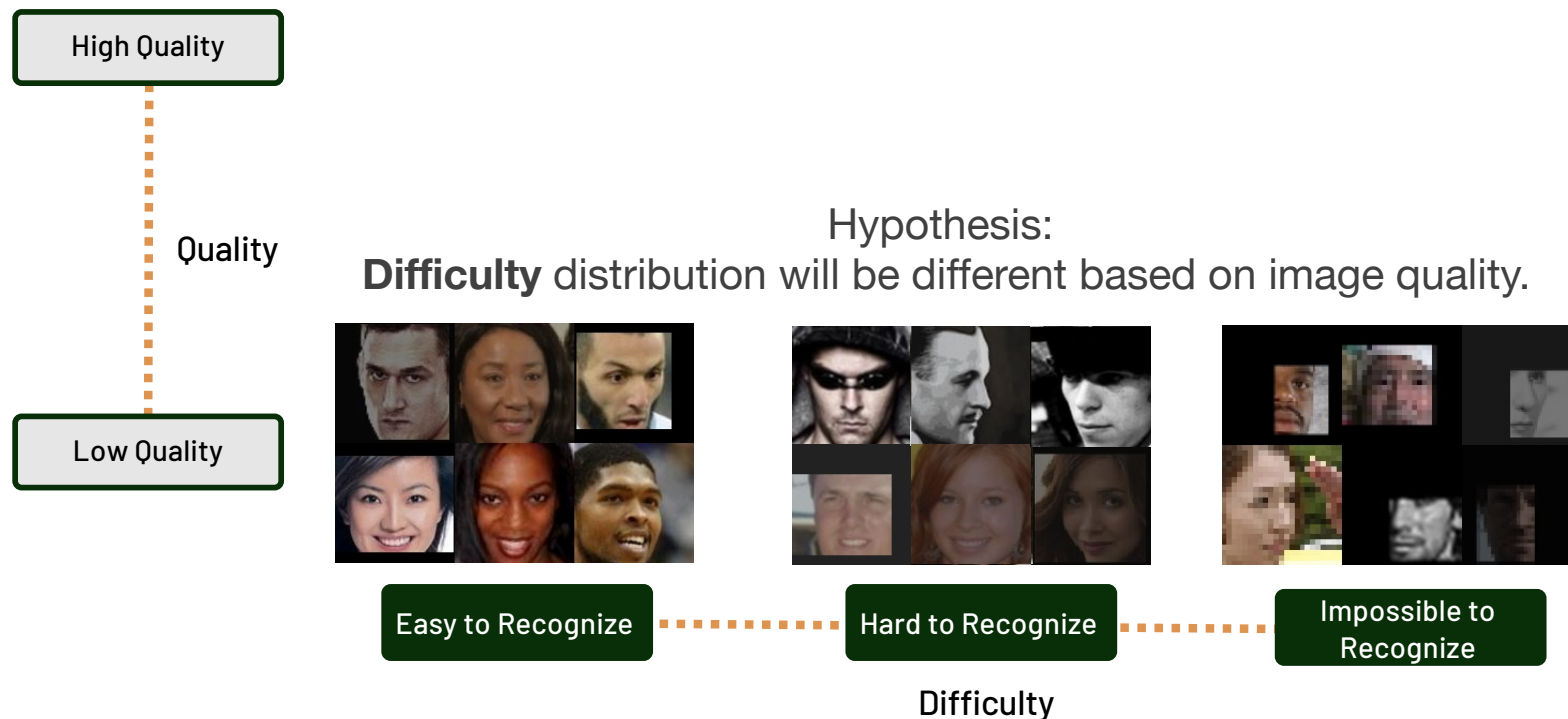 High Quality
Quality
Hypothesis:
Difficulty distribution will be different based on image quality.
Low Quality
Easy to Recognize
Hard to Recognize
Impossible to
Recognize
Difficulty